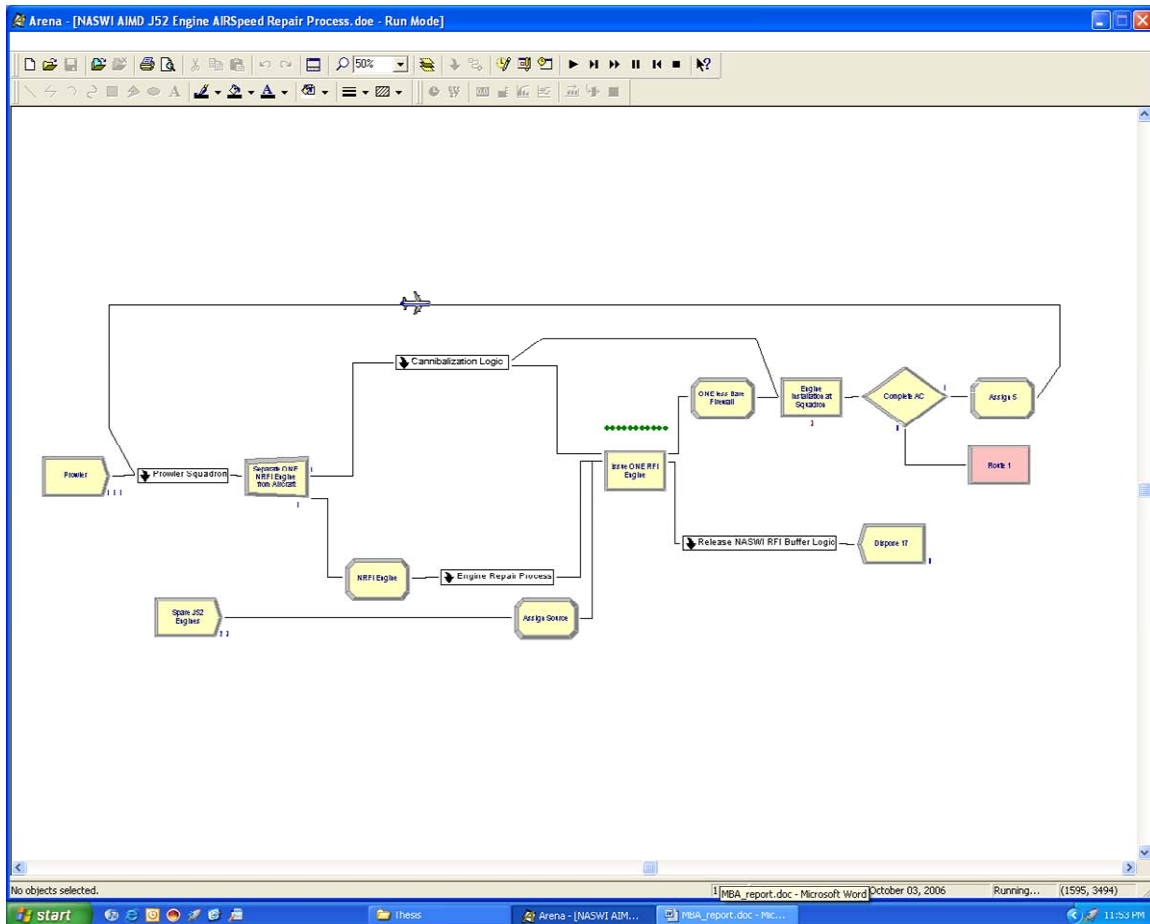 Arena - [NASWI AIMD J52 Engine AIRSpeed Repair Process.doe - Run Mode]
50%
A
A
Cannibalization Logic
ONE less Bare
Firewall
Engine
Installation at
Squadron
Complete AC
Assign 5
Prowler
Prowler Squadron
Separate ONE
NRFI Engine
from Aircraft
Issue ONE RFI
Engine
Route 1
Release NASWI RFI Buffer Logic
Dispose 17
NRFI Engine
Engine Repair Process
Spare J52
Engines
Assign Source
No objects selected.
MBA_report.doc - Microsoft Word
October 03, 2006
Running...
(1595, 3494)
start
Thesis
Arena - [NASWI AIM...
MBA_report.doc - Mic...
11:53 PM